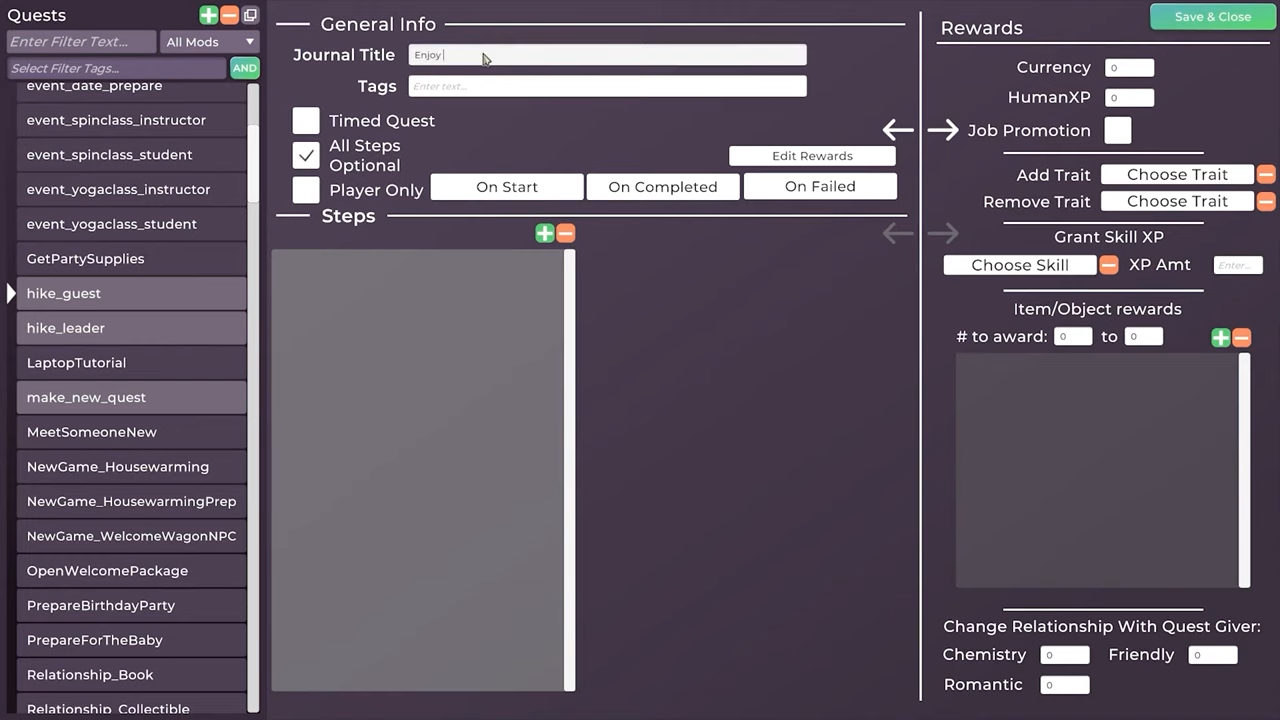 Quests
Enter Filter Text...
All Mods
Select Filter Tags...
AND
event_date_prepare
event_spinclass_instructor
event_spinclass_student
event_yogaclass_instructor
event_yogaclass_student
GetPartySupplies
hike_guest
hike_leader
LaptopTutorial
make_new_quest
MeetSomeoneNew
NewGame_Housewarming
NewGame_HousewarmingPrep
NewGame_WelcomeWagonNPC
OpenWelcomePackage
PrepareBirthdayParty
PrepareForTheBaby
Relationship_Book
Relationship_Collectible
General Info
Journal Title
Enjoy
Tags
Enter text...
Timed Quest
All Steps
Optional
Edit Rewards
Player Only
On Start
On Completed
On Failed
Steps
Save & Close
Rewards
Currency
0
HumanXP
0
Job Promotion
Add Trait
Choose Trait
Remove Trait
Choose Trait
Grant Skill XP
Choose Skill
XP Amt
Enter...
Item/Object rewards
# to award:
0
to
0
Change Relationship With Quest Giver:
Chemistry
0
Friendly
0
Romantic
0